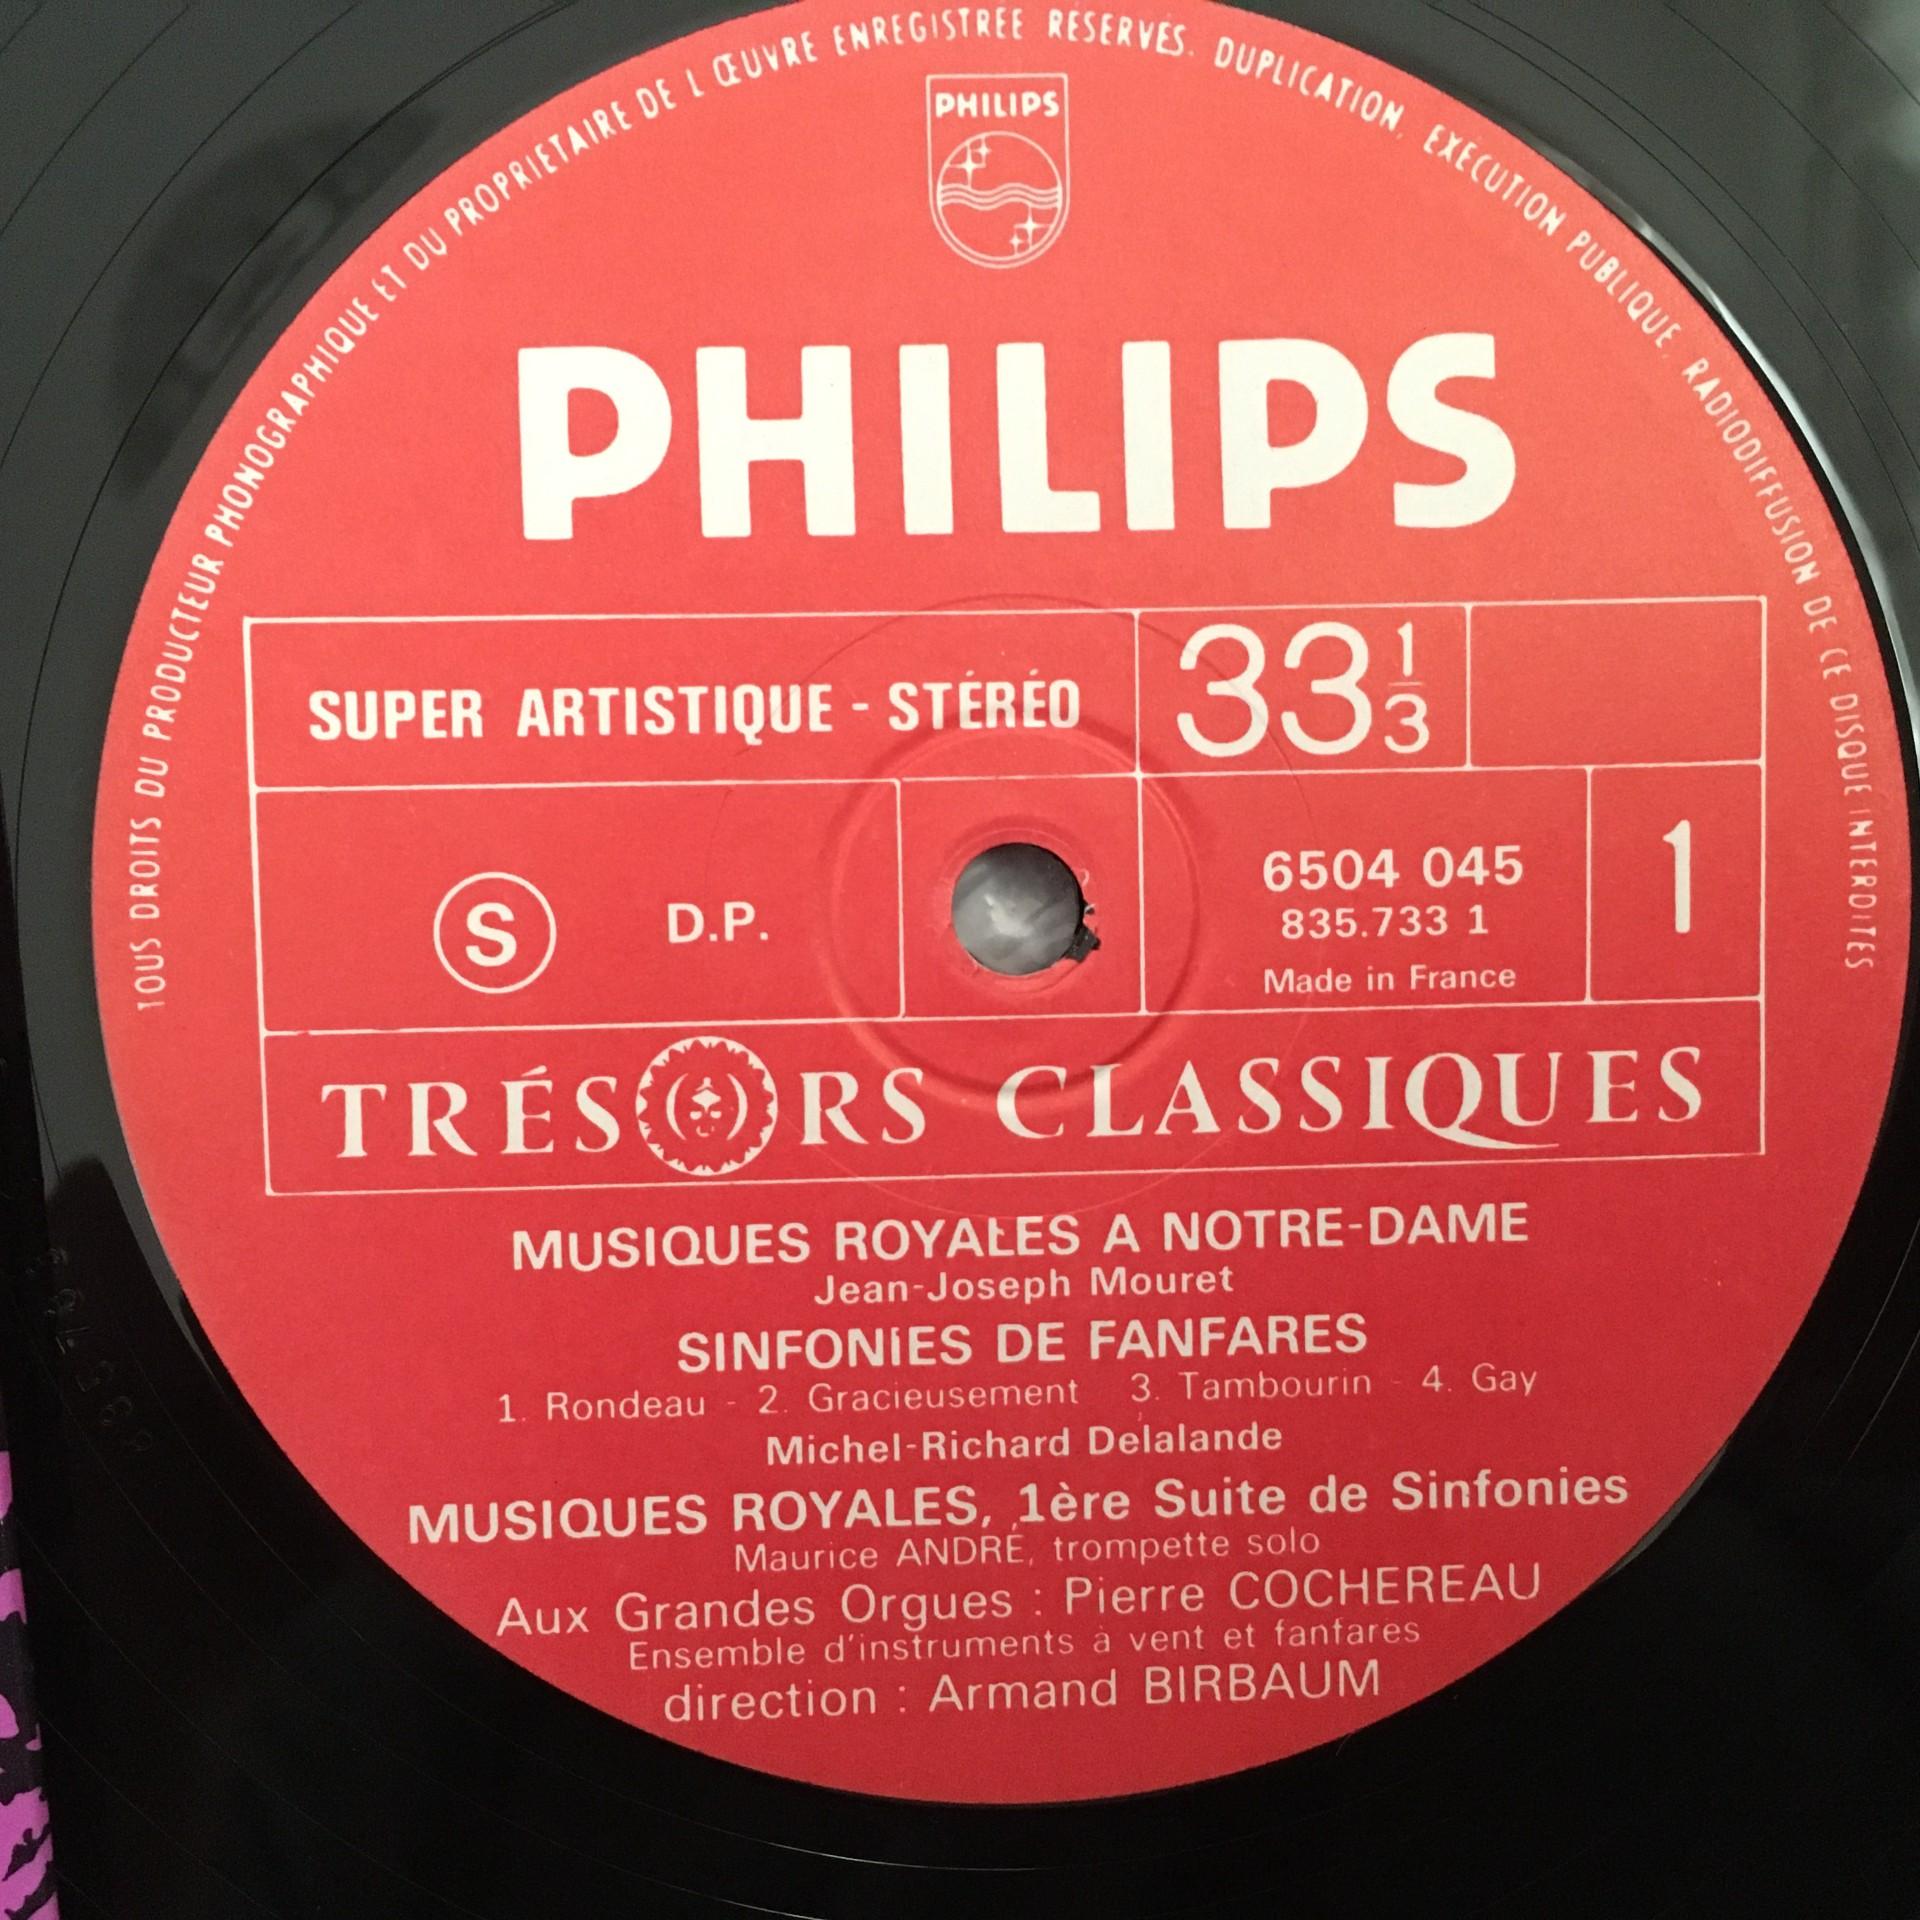 TOUS DROITS DU PRODUCTEUR PHONOGRAPHIQUE ET DU PROPRIETAIRE DE L ŒUVRE ENREGISTRÉE RÉSERVÉS. DUPLICATION, EXÉCUTION PUBLIQUE, RADIODIFFUSION DE CE DISQUE INTERDITES
PHILIPS
PHILIPS
SUPER ARTISTIQUE - STÉRÉO 33 1/3
S D.P. 6504 045 1
835.733 1
Made in France
TRÉSORS CLASSIQUES
MUSIQUES ROYALES A NOTRE-DAME
Jean-Joseph Mouret
SINFONIES DE FANFARES
1. Rondeau - 2. Gracieusement 3. Tambourin - 4. Gay
Michel-Richard Delalande
MUSIQUES ROYALES, 1ère Suite de Sinfonies
Maurice ANDRÉ, trompette solo
Aux Grandes Orgues : Pierre COCHEREAU
Ensemble d'instruments à vent et fanfares
direction : Armand BIRBAUM